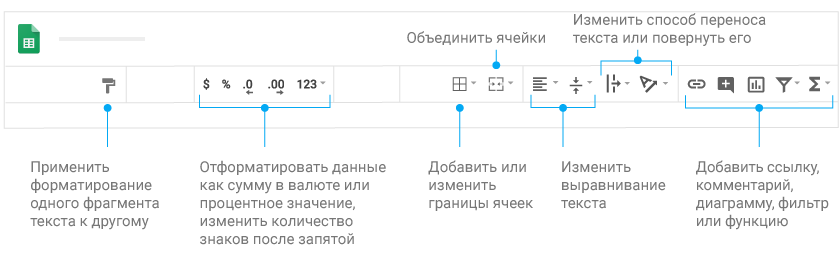 Изменить способ переноса
текста или повернуть его
Объединить ячейки
$ % .0 .00 123
Применить
форматирование
одного фрагмента
текста к другому
Отформатировать данные
как сумму в валюте или
процентное значение,
изменить количество
знаков после запятой
Добавить или
изменить
границы ячеек
Изменить
выравнивание
текста
Добавить ссылку,
комментарий,
диаграмму, фильтр
или функцию